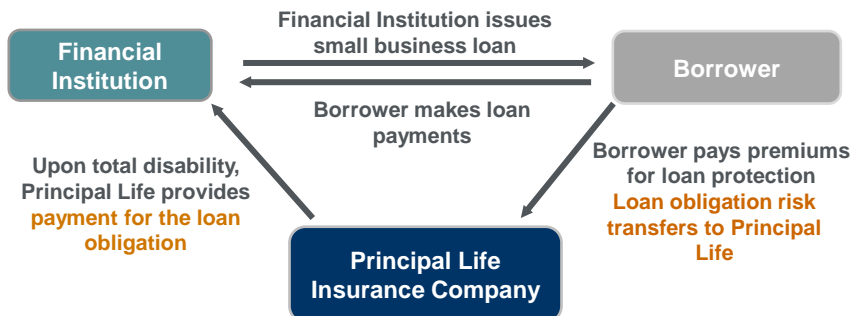 Financial Institution issues
small business loan
Financial
Institution
Borrower
Borrower makes loan
payments
Upon total disability,
Principal Life provides
payment for the loan
obligation
Borrower pays premiums
for loan protection
Loan obligation risk
transfers to Principal
Life
Principal Life
Insurance Company